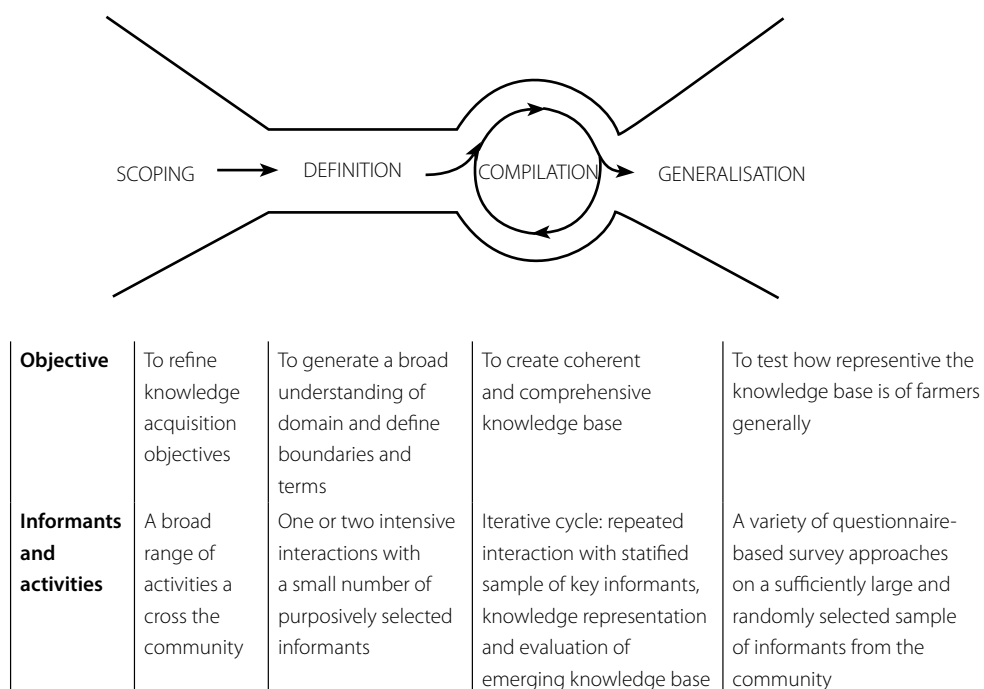 SCOPING
DEFINITION
COMPILATION
GENERALISATION
Objective
To refine
knowledge
acquisition
objectives
To generate a broad
understanding of
domain and define
boundaries and
terms
To create coherent
and comprehensive
knowledge base
To test how representive the
knowledge base is of farmers
generally
Informants
and
activities
A broad
range of
activities a
cross the
community
One or two intensive
interactions with
a small number of
purposively selected
informants
Iterative cycle: repeated
interaction with statified
sample of key informants,
knowledge representation
and evaluation of
emerging knowledge base
A variety of questionnaire-
based survey approaches
on a sufficiently large and
randomly selected sample
of informants from the
community